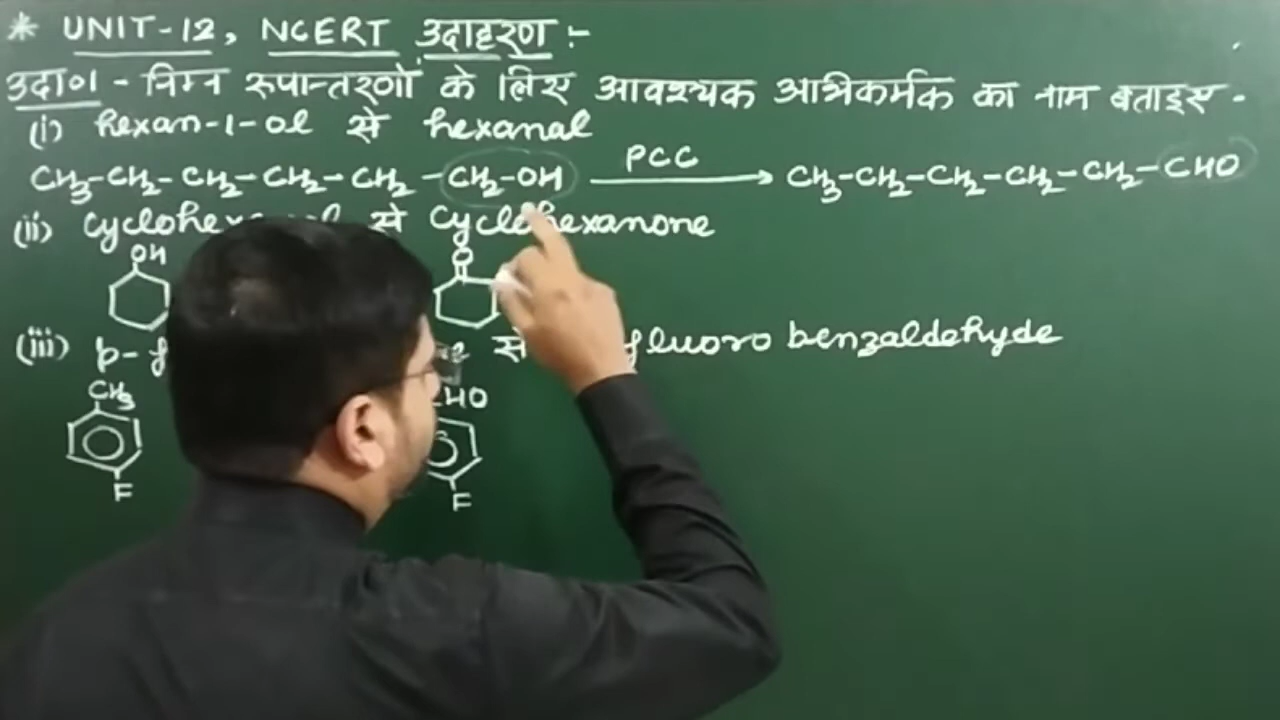 * UNIT-12, NCERT उदाहरण :-
उदा०1 - निम्न रूपान्तरणों के लिए आवश्यक अभिकर्मक का नाम बताइए -
(i) hexan-1-ol से hexanal
CH3-CH2-CH2-CH2-CH2-CH2-OH PCC → CH3-CH2-CH2-CH2-CH2-CHO
(ii) से cyclohexanone
OH O
(iii) p- से fluoro benzaldehyde
CH3 CHO
F F